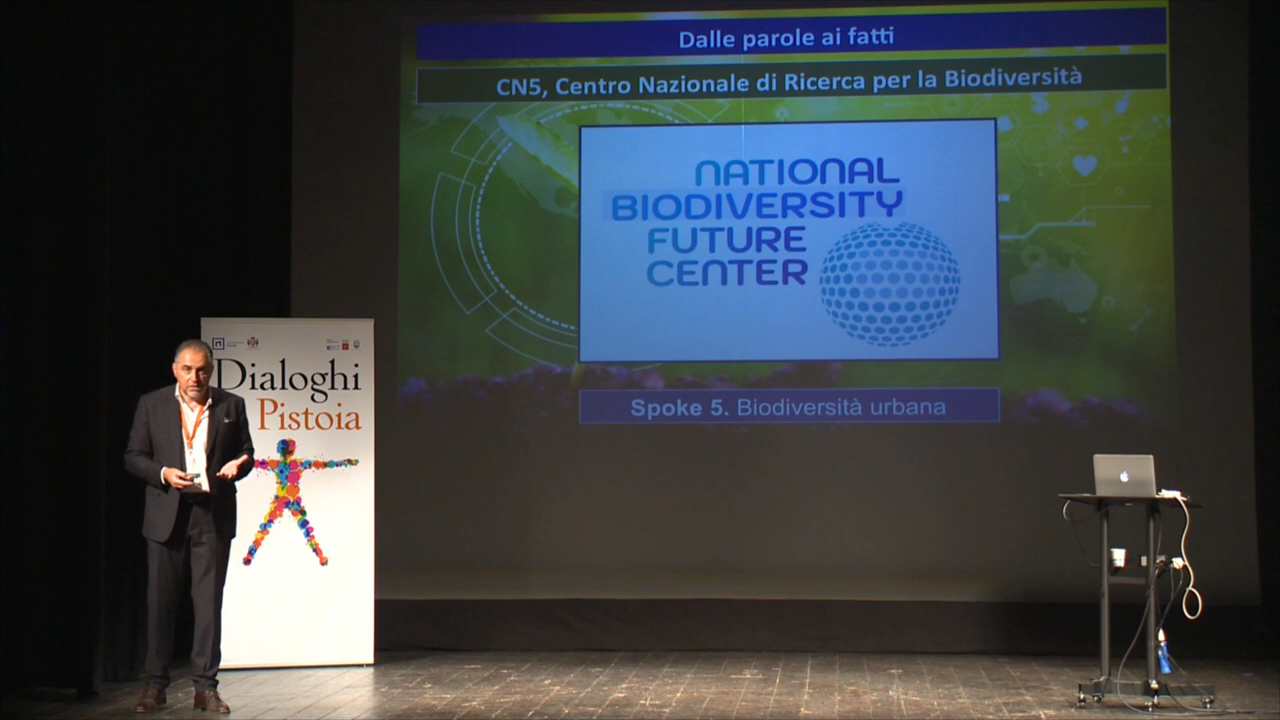 Dalle parole ai fatti
CN5, Centro Nazionale di Ricerca per la Biodiversità
NATIONAL
BIODIVERSITY
FUTURE
CENTER
Spoke 5. Biodiversità urbana
Dialoghi
Pistoia